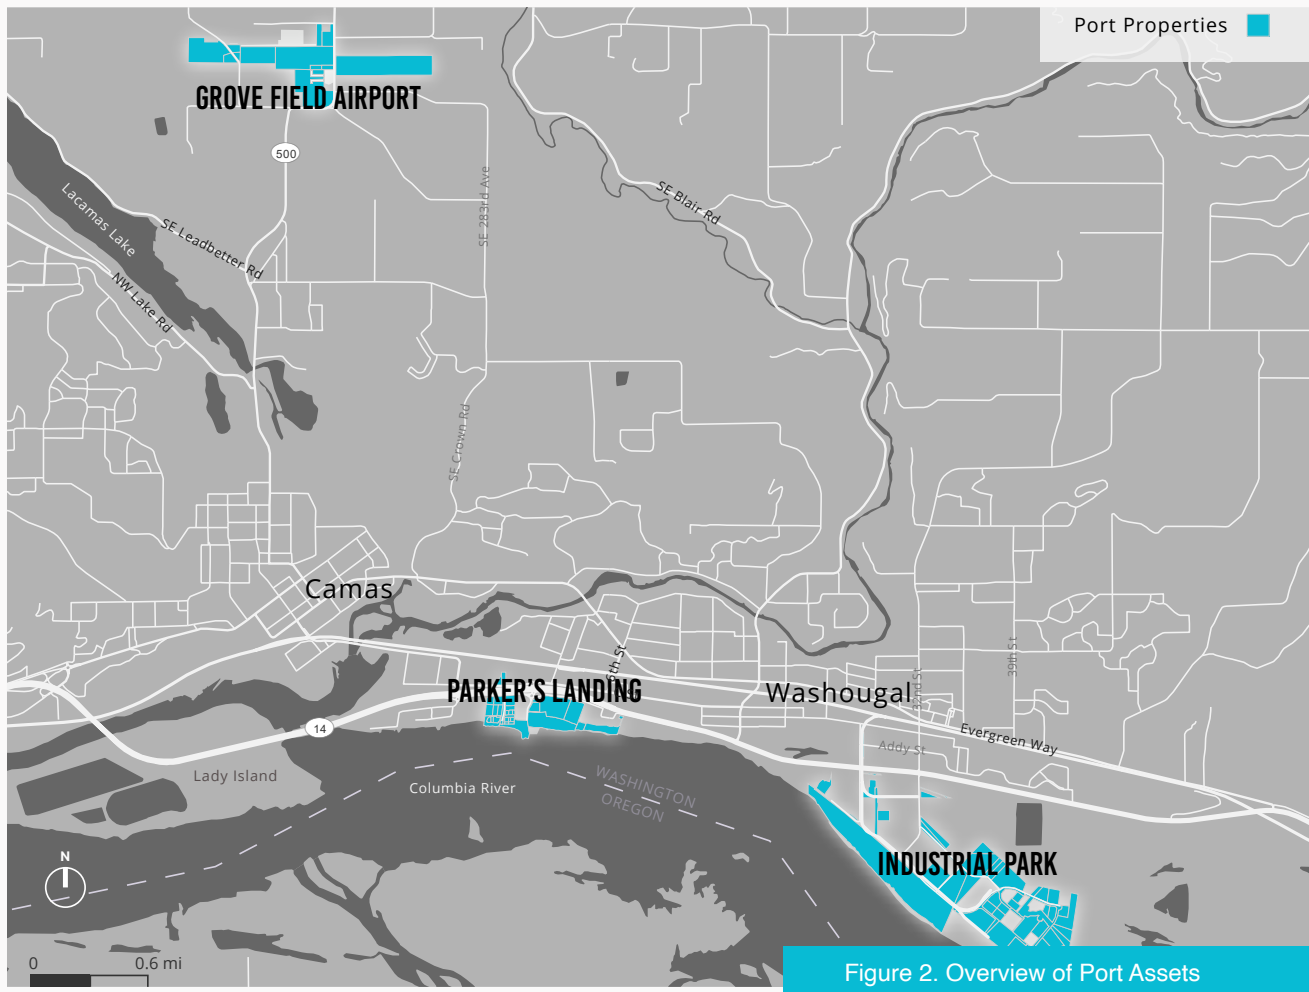 Port Properties
GROVE FIELD AIRPORT
500
SE 283rd Ave
SE Blair Rd
Lacamas Lake
SE Leadbetter Rd
NW Lake Rd
SE Crown Rd
Camas
39th St
PARKER'S LANDING
Washougal
14
Evergreen Way
Addy St
Lady Island
Columbia River
WASHINGTON
OREGON
N
INDUSTRIAL PARK
0 0.6 mi
Figure 2. Overview of Port Assets